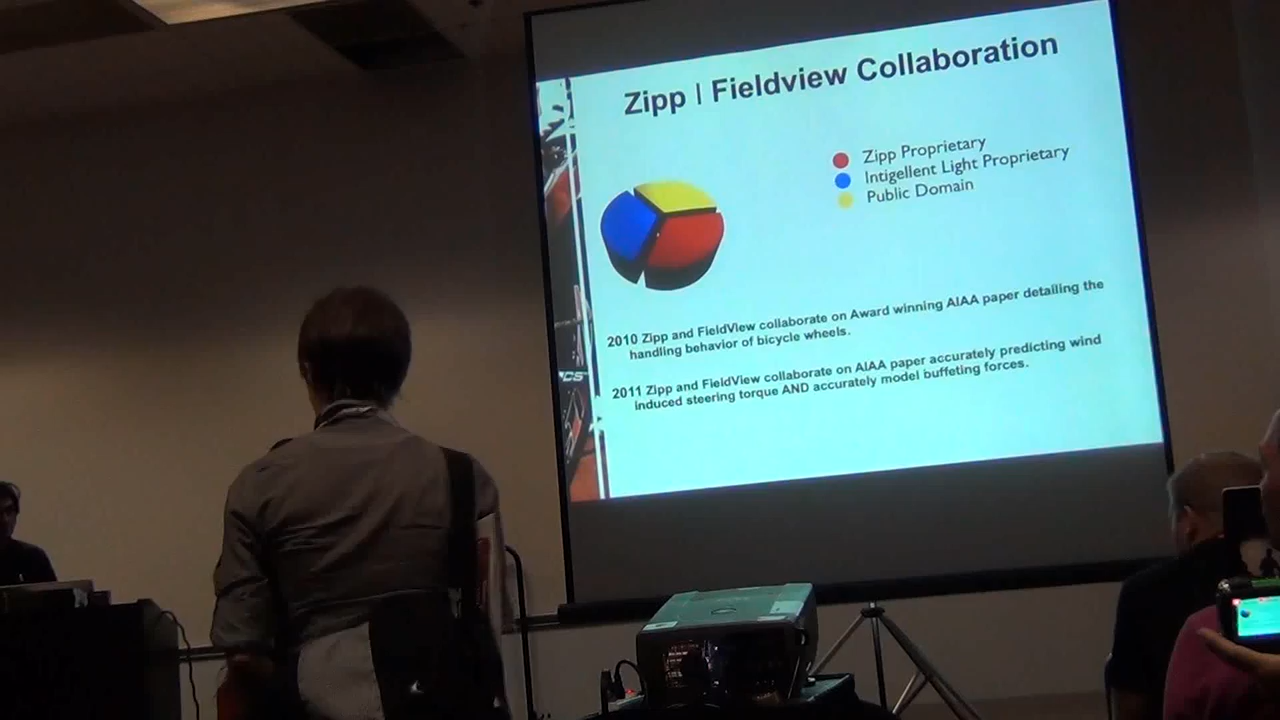 Zipp | Fieldview Collaboration
Zipp Proprietary
Intigellent Light Proprietary
Public Domain
2010 Zipp and FieldView collaborate on Award winning AIAA paper detailing the
handling behavior of bicycle wheels.
2011 Zipp and FieldView collaborate on AIAA paper accurately predicting wind
induced steering torque AND accurately model buffeting forces.
CS